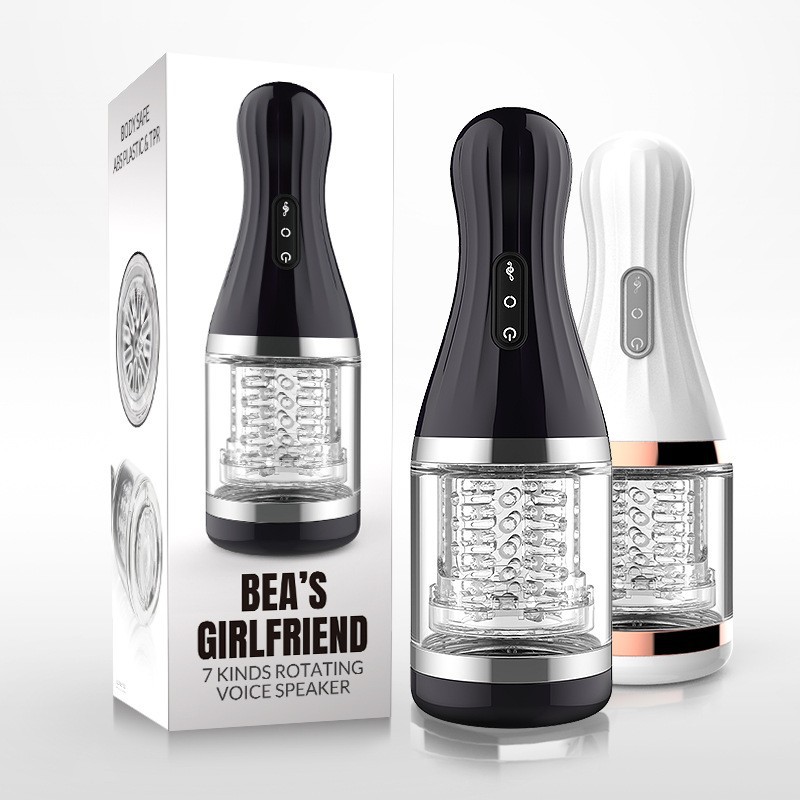 BODY SAFE
ABS PLASTIC & TPR
BEA'S
GIRLFRIEND
7 KINDS ROTATING
VOICE SPEAKER